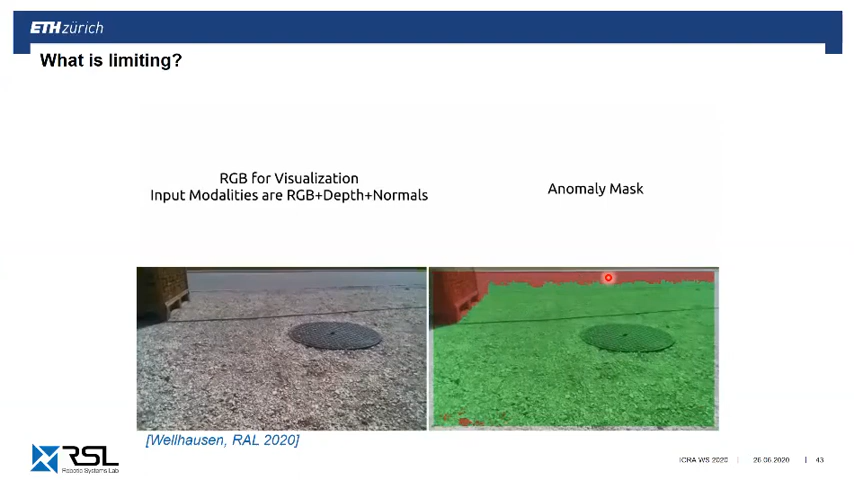 ETH zürich
What is limiting?
RGB for Visualization
Input Modalities are RGB+Depth+Normals
Anomaly Mask
[Wellhausen, RAL 2020]
RSL
Robotic Systems Lab
ICRA WS 2020 | 26.06.2020 | 43